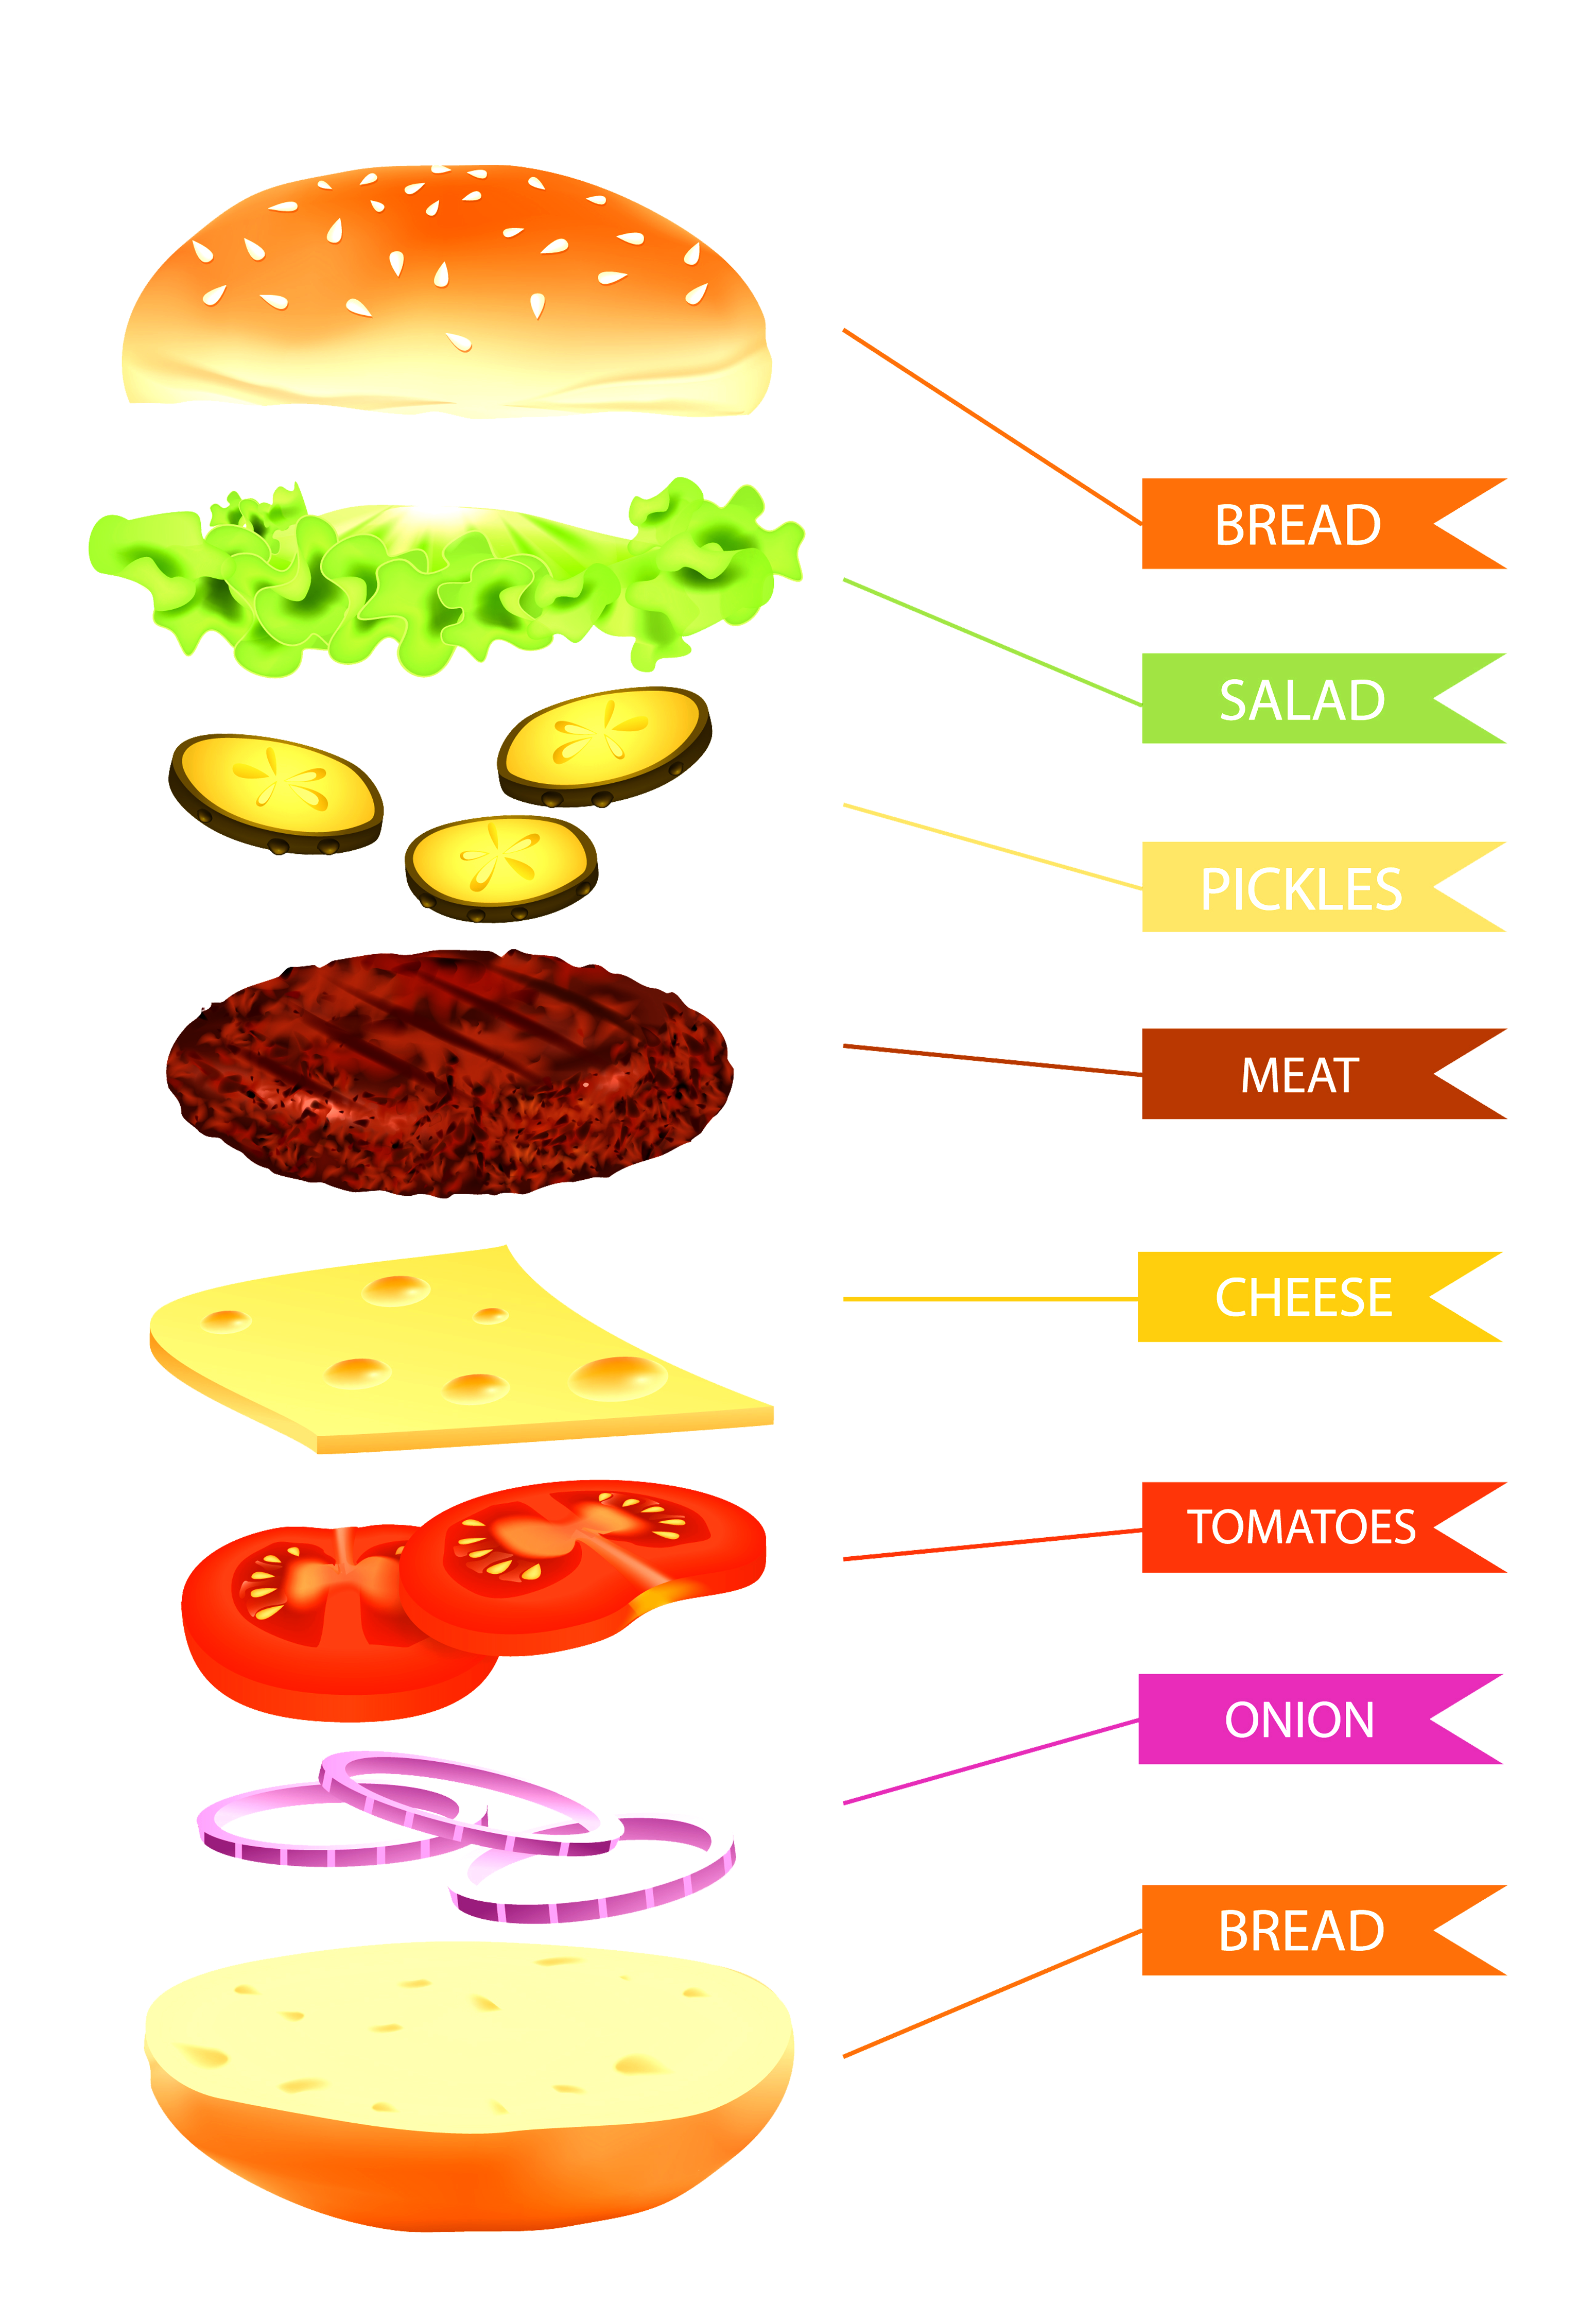 BREAD
SALAD
PICKLES
MEAT
CHEESE
TOMATOES
ONION
BREAD